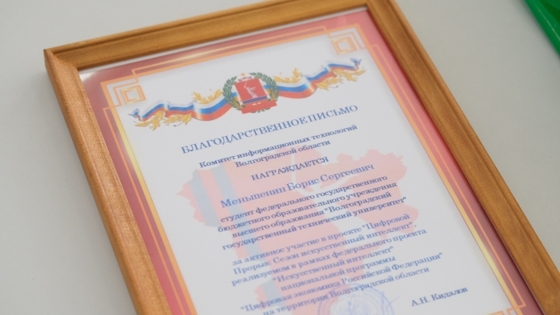 БЛАГОДАРСТВЕННОЕ ПИСЬМО
Комитет информационных технологий
Волгоградской области
НАГРАЖДАЕТСЯ
Меньшенин Борис Сергеевич
студент федерального государственного
бюджетного образовательного учреждения
высшего образования "Волгоградский
государственный технический университет"
за активное участие в проекте "Цифровой
Прорыв. Сезон искусственный интеллект",
реализуемом в рамках федерального проекта
"Искусственный интеллект"
национальной программы
"Цифровая экономика Российской Федерации"
на территории Волгоградской области
А.Н. Кидалов